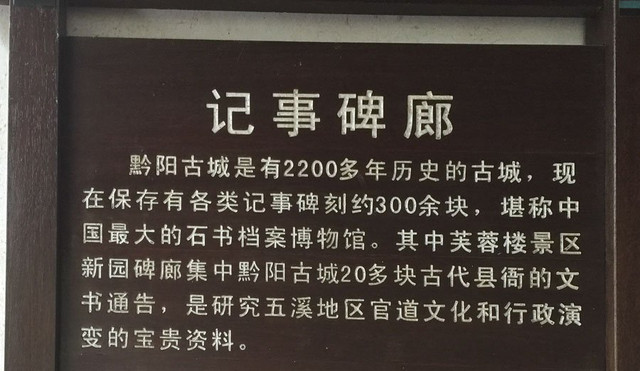 记事碑廊
黔阳古城是有2200多年历史的古城，现
在保存有各类记事碑刻约300余块，堪称中
国最大的石书档案博物馆。其中芙蓉楼景区
新园碑廊集中黔阳古城20多块古代县衙的文
书通告，是研究五溪地区官道文化和行政演
变的宝贵资料。